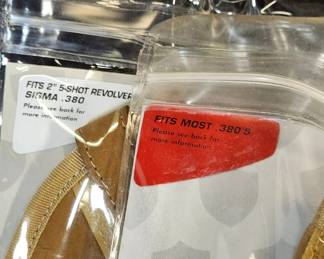 FITS 2" 5-SHOT REVOLVER
SIGMA .380
Please see back for
more information
FITS MOST .380'S
Please see back for
more information